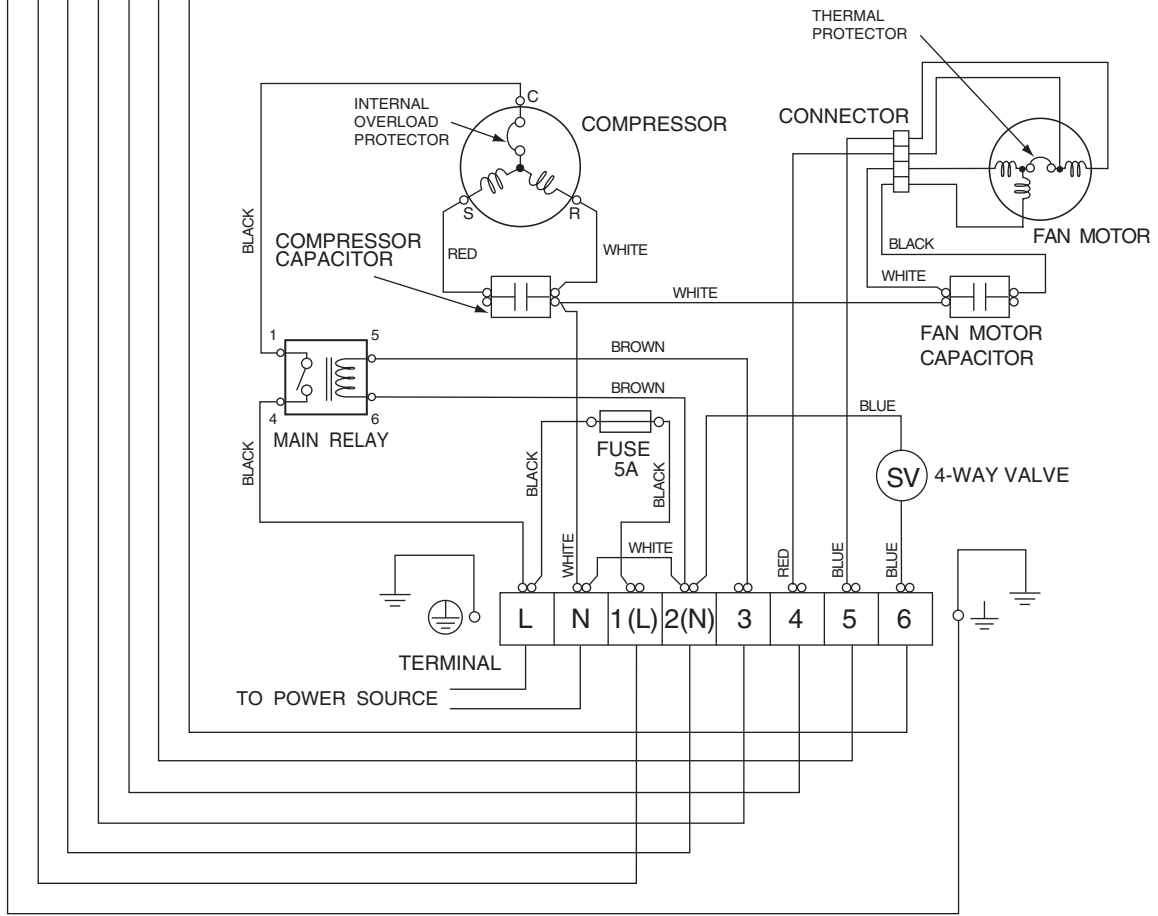 THERMAL
PROTECTOR
C
INTERNAL
OVERLOAD
PROTECTOR
COMPRESSOR
CONNECTOR
S
R
FAN MOTOR
BLACK
COMPRESSOR
CAPACITOR
RED
WHITE
BLACK
WHITE
WHITE
FAN MOTOR
CAPACITOR
1
5
BROWN
BROWN
4
6
MAIN RELAY
BLUE
FUSE
5A
BLACK
BLACK
BLACK
SV
4-WAY VALVE
WHITE
WHITE
RED
BLUE
BLUE
L
N
1(L)
2(N)
3
4
5
6
TERMINAL
TO POWER SOURCE